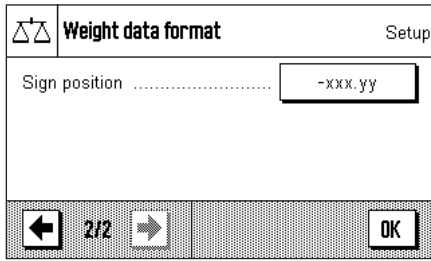 Weight data format
Setup
Sign position ..........................
-xxx.yy
2/2
OK